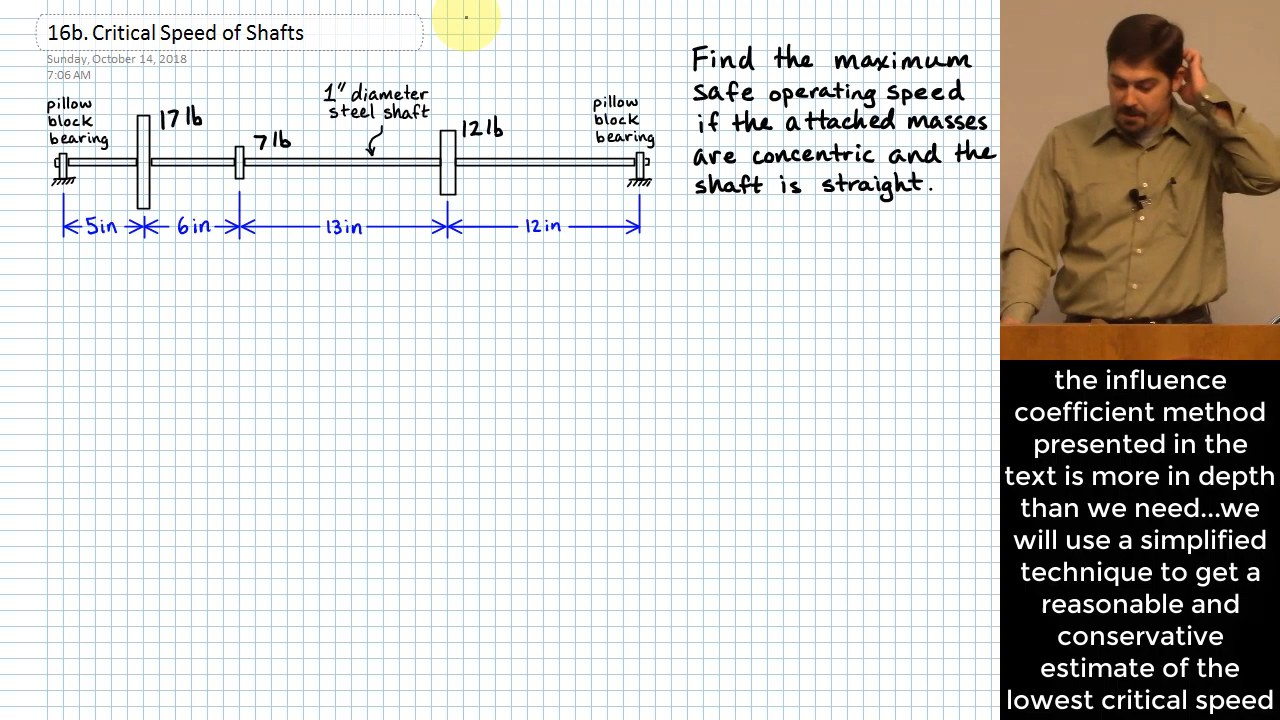 16b. Critical Speed of Shafts
Sunday, October 14, 2018
7:06 AM
pillow
block
bearing
17 lb
7 lb
1" diameter
steel shaft
12 lb
pillow
block
bearing
5in
6in
13in
12in
Find the maximum
safe operating speed
if the attached masses
are concentric and the
shaft is straight.
the influence
coefficient method
presented in the
text is more in depth
than we need...we
will use a simplified
technique to get a
reasonable and
conservative
estimate of the
lowest critical speed